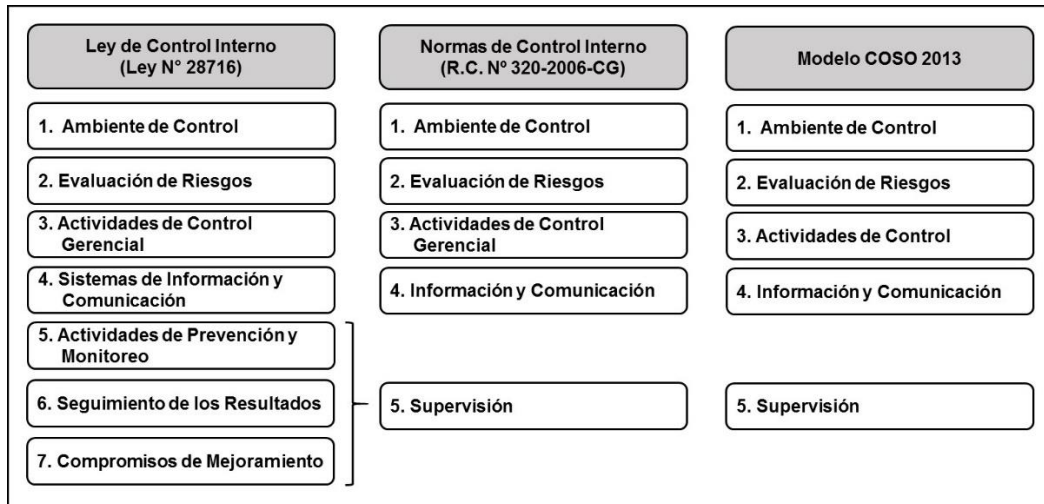 Ley de Control Interno
(Ley N° 28716)
1. Ambiente de Control
2. Evaluación de Riesgos
3. Actividades de Control
Gerencial
4. Sistemas de Información y
Comunicación
5. Actividades de Prevención y
Monitoreo
6. Seguimiento de los Resultados
7. Compromisos de Mejoramiento
Normas de Control Interno
(R.C. Nº 320-2006-CG)
1. Ambiente de Control
2. Evaluación de Riesgos
3. Actividades de Control
Gerencial
4. Información y Comunicación
5. Supervisión
Modelo COSO 2013
1. Ambiente de Control
2. Evaluación de Riesgos
3. Actividades de Control
4. Información y Comunicación
5. Supervisión